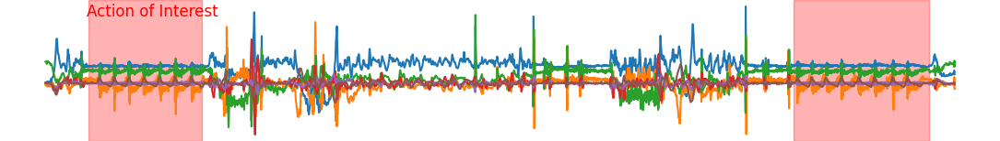 Action of Interest